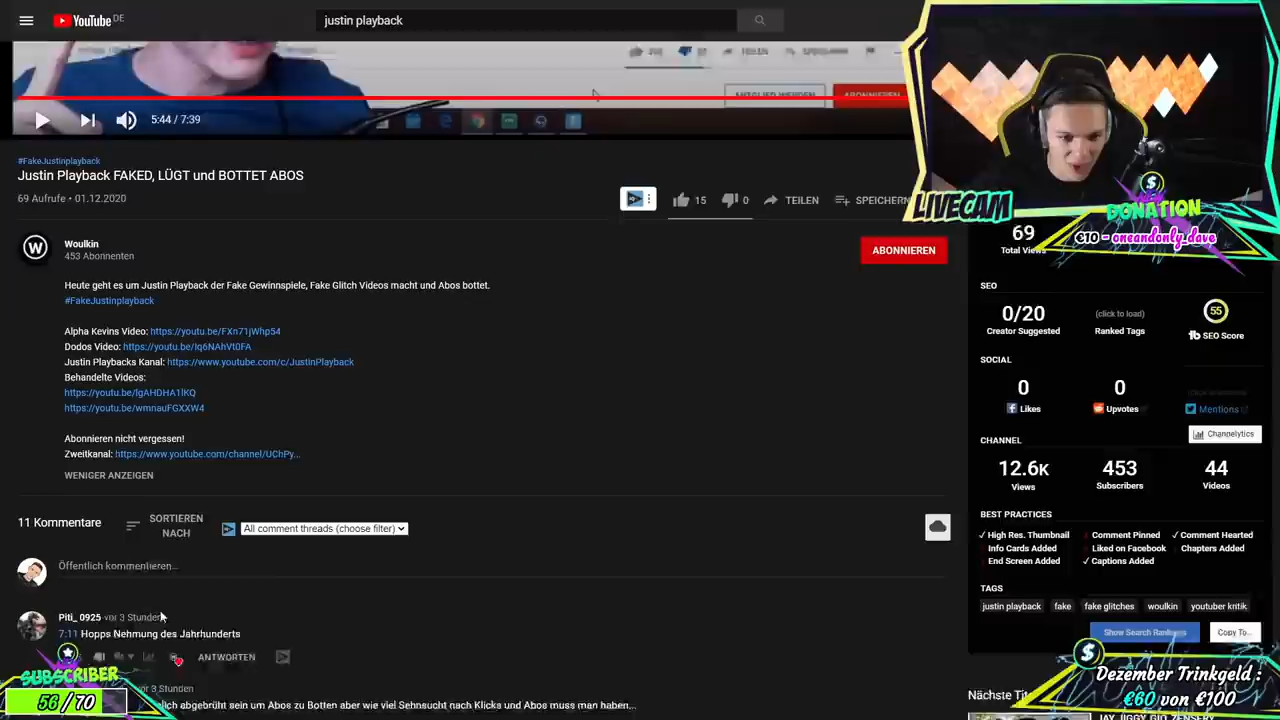 YouTube DE
justin playback
TEILEN
MITGLIED WERDEN
ABONNIEREN
5:44 / 7:39
#FakeJustinplayback
Justin Playback FAKED, LÜGT und BOTTET ABOS
69 Aufrufe • 01.12.2020
15
0
TEILEN
SPEICHERN
LIVECAM
DONATION
€10 - oneandonly_dave
Woulkin
453 Abonnenten
ABONNIEREN
Heute geht es um Justin Playback der Fake Gewinnspiele, Fake Glitch Videos macht und Abos bottet.
#FakeJustinplayback
Alpha Kevins Video: https://youtu.be/FXn71jWhp54
Dodos Video: https://youtu.be/Iq6NAhVt0FA
Justin Playbacks Kanal: https://www.youtube.com/c/JustinPlayback
Behandelte Videos:
https://youtu.be/lgAHDHA1lKQ
https://youtu.be/wmnauFGXXW4
Abonnieren nicht vergessen!
Zweitkanal: https://www.youtube.com/channel/UChPy...
WENIGER ANZEIGEN
11 Kommentare
SORTIEREN
NACH
All comment threads (choose filter)
Öffentlich kommentieren...
Piti_0925 vor 3 Stunden
7:11 Hopps Nehmung des Jahrhunderts
ANTWORTEN
vor 3 Stunden
lich abgebrüht sein um Abos zu Botten aber wie viel Sehnsucht nach Klicks und Abos muss man haben...
SUBSCRIBER
56 / 70
69
Total Views
SEO
0/20
Creator Suggested
(click to load)
Ranked Tags
55
tb SEO Score
SOCIAL
0
Likes
0
Upvotes
Mentions
Channelytics
CHANNEL
12.6K
Views
453
Subscribers
44
Videos
BEST PRACTICES
High Res. Thumbnail
Comment Pinned
Comment Hearted
Info Cards Added
Liked on Facebook
Chapters Added
End Screen Added
Captions Added
TAGS
justin playback
fake
fake glitches
woulkin
youtuber kritik
Show Search Rankings
Copy To...
Dezember Trinkgeld :
€60 von €100
Nächste
JAY JIGGY GIO ZENSERY